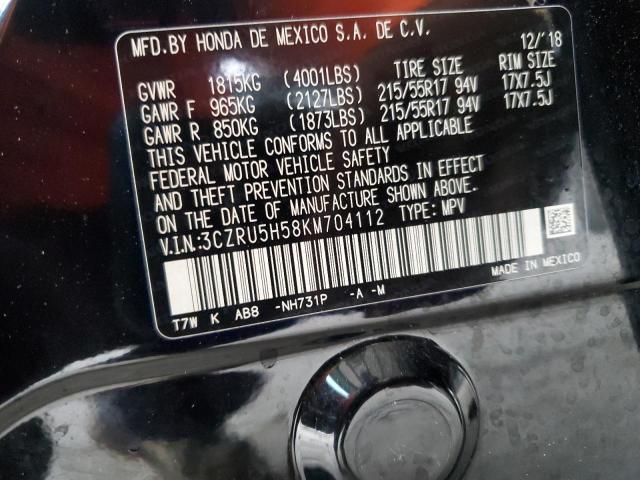 MFD.BY HONDA DE MEXICO S.A. DE C.V. 12/'18
GVWR 1815KG (4001LBS) TIRE SIZE RIM SIZE
GAWR F 965KG (2127LBS) 215/55R17 94V 17X7.5J
GAWR R 850KG (1873LBS) 215/55R17 94V 17X7.5J
THIS VEHICLE CONFORMS TO ALL APPLICABLE
FEDERAL MOTOR VEHICLE SAFETY
AND THEFT PREVENTION STANDARDS IN EFFECT
ON THE DATE OF MANUFACTURE SHOWN ABOVE.
V.I.N:3CZRU5H58KM704112 TYPE: MPV
MADE IN MEXICO
T7W K AB8 -NH731P -A -M